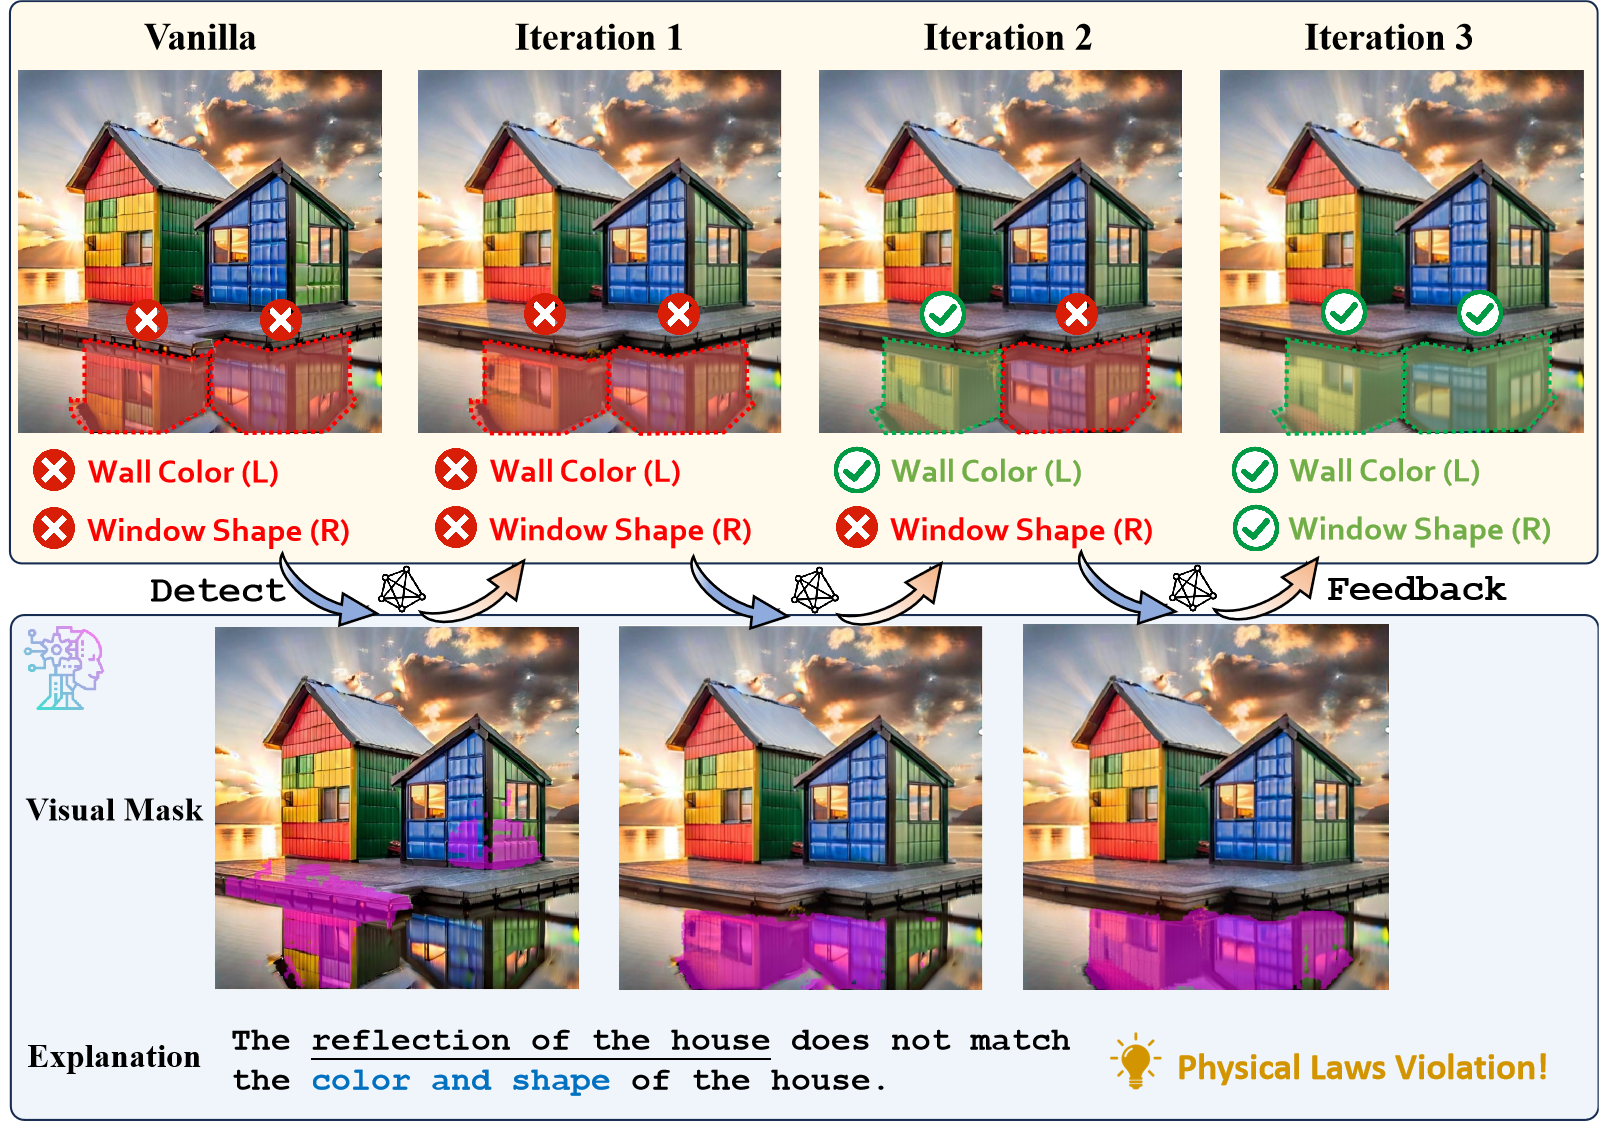 Vanilla
Iteration 1
Iteration 2
Iteration 3
Wall Color (L)
Window Shape (R)
Wall Color (L)
Window Shape (R)
Wall Color (L)
Window Shape (R)
Wall Color (L)
Window Shape (R)
Detect
Feedback
Visual Mask
Explanation
The reflection of the house does not match
the color and shape of the house.
Physical Laws Violation!